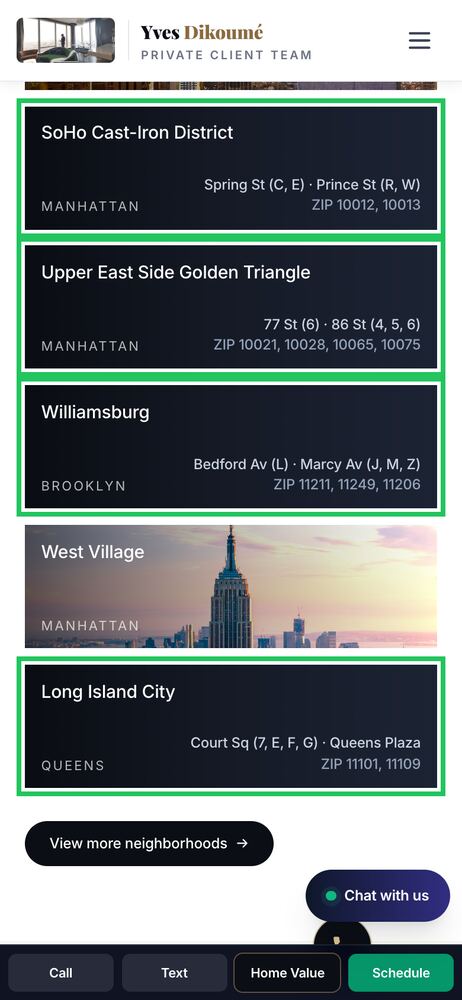 Yves Dikoumé
PRIVATE CLIENT TEAM
SoHo Cast-Iron District
Spring St (C, E) · Prince St (R, W)
MANHATTAN
ZIP 10012, 10013
Upper East Side Golden Triangle
77 St (6) · 86 St (4, 5, 6)
MANHATTAN
ZIP 10021, 10028, 10065, 10075
Williamsburg
Bedford Av (L) · Marcy Av (J, M, Z)
BROOKLYN
ZIP 11211, 11249, 11206
West Village
MANHATTAN
Long Island City
Court Sq (7, E, F, G) · Queens Plaza
QUEENS
ZIP 11101, 11109
View more neighborhoods →
Chat with us
Call
Text
Home Value
Schedule